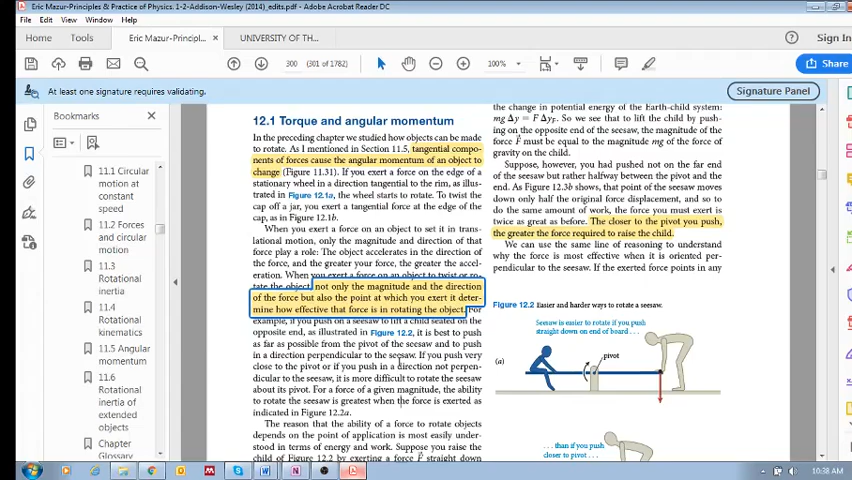 Eric Mazur-Principles & Practice of Physics. 1-2-Addison-Wesley (2014)_edits.pdf - Adobe Acrobat Reader DC
File Edit View Window Help
Home Tools Eric Mazur-Principl... × UNIVERSITY OF TH... Sign In
300 (301 of 1782) 100% Share
At least one signature requires validating. Signature Panel
Bookmarks
11.1 Circular
motion at
constant
speed
11.2 Forces
and circular
motion
11.3
Rotational
inertia
11.4
Rotational
kinematics
11.5 Angular
momentum
11.6
Rotational
inertia of
extended
objects
Chapter
Glossary
12.1 Torque and angular momentum
In the preceding chapter we studied how objects can be made
to rotate. As I mentioned in Section 11.5, tangential compo-
nents of forces cause the angular momentum of an object to
change (Figure 11.31). If you exert a force on the edge of a
stationary wheel in a direction tangential to the rim, as illus-
trated in Figure 12.1a, the wheel starts to rotate. To twist the
cap off a jar, you exert a tangential force at the edge of the
cap, as in Figure 12.1b.
When you exert a force on an object to set it in trans-
lational motion, only the magnitude and direction of that
force play a role: The object accelerates in the direction of
the force, and the greater your force, the greater the accel-
eration. When you exert a force on an object to twist or ro-
tate the object, not only the magnitude and the direction
of the force but also the point at which you exert it deter-
mine how effective that force is in rotating the object. For
example, if you push on a seesaw to lift a child seated on the
opposite end, as illustrated in Figure 12.2, it is best to push
as far as possible from the pivot of the seesaw and to push
in a direction perpendicular to the seesaw. If you push very
close to the pivot or if you push in a direction not perpen-
dicular to the seesaw, it is more difficult to rotate the seesaw
about its pivot. For a force of a given magnitude, the ability
to rotate the seesaw is greatest when the force is exerted as
indicated in Figure 12.2a.
The reason that the ability of a force to rotate objects
depends on the point of application is most easily under-
stood in terms of energy and work. Suppose you raise the
child of Figure 12.2 by exerting a force F straight down
the change in potential energy of the Earth-child system:
mg Δy = F ΔyF. So we see that to lift the child by push-
ing on the opposite end of the seesaw, the magnitude of the
force F must be equal to the magnitude mg of the force of
gravity on the child.
Suppose, however, you had pushed not on the far end
of the seesaw but rather halfway between the pivot and the
end. As Figure 12.3b shows, that point of the seesaw moves
down only half the original force displacement, and so to
do the same amount of work, the force you must exert is
twice as great as before. The closer to the pivot you push,
the greater the force required to raise the child.
We can use the same line of reasoning to understand
why the force is most effective when it is oriented per-
pendicular to the seesaw. If the exerted force points in any
Figure 12.2 Easier and harder ways to rotate a seesaw.
Seesaw is easier to rotate if you push
straight down on end of board . . .
(a)
pivot
. . . than if you push
closer to pivot . . .
10:38 AM